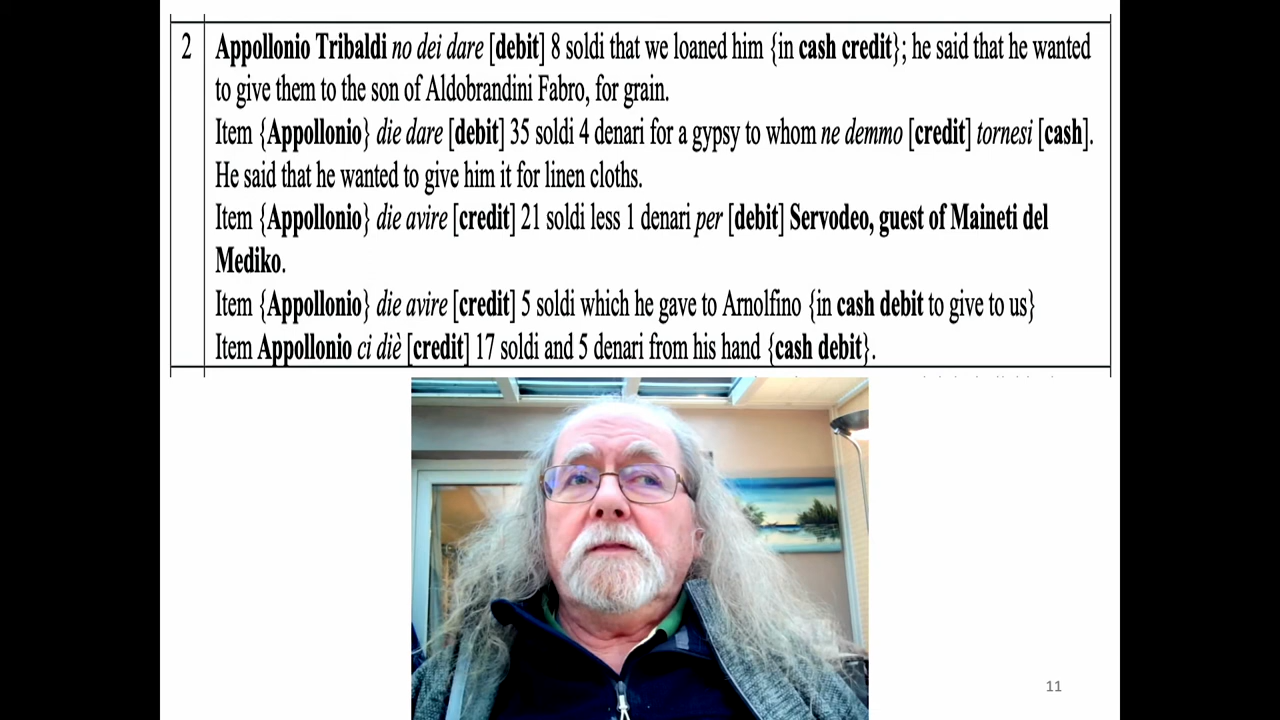 2
Appollonio Tribaldi no dei dare [debit] 8 soldi that we loaned him {in cash credit}; he said that he wanted
to give them to the son of Aldobrandini Fabro, for grain.
Item {Appollonio} die dare [debit] 35 soldi 4 denari for a gypsy to whom ne demmo [credit] tornesi [cash].
He said that he wanted to give him it for linen cloths.
Item {Appollonio} die avire [credit] 21 soldi less 1 denari per [debit] Servodeo, guest of Maineti del
Mediko.
Item {Appollonio} die avire [credit] 5 soldi which he gave to Arnolfino {in cash debit to give to us}
Item Appollonio ci diè [credit] 17 soldi and 5 denari from his hand {cash debit}.
11